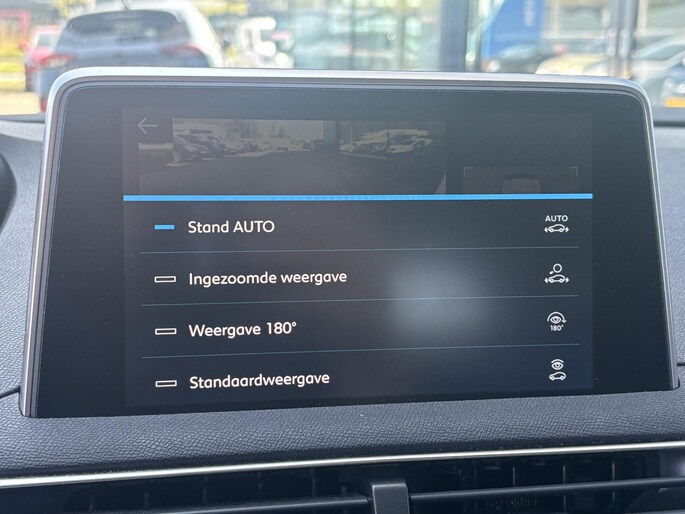 Stand AUTO
AUTO
Ingezoomde weergave
Weergave 180°
180°
Standaardweergave